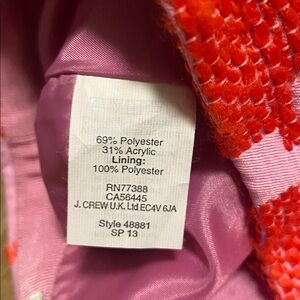 69% Polyester
31% Acrylic
Lining:
100% Polyester
RN77388
CA56445
J. CREW U.K. Ltd EC4V 6JA
Style 48881
SP 13